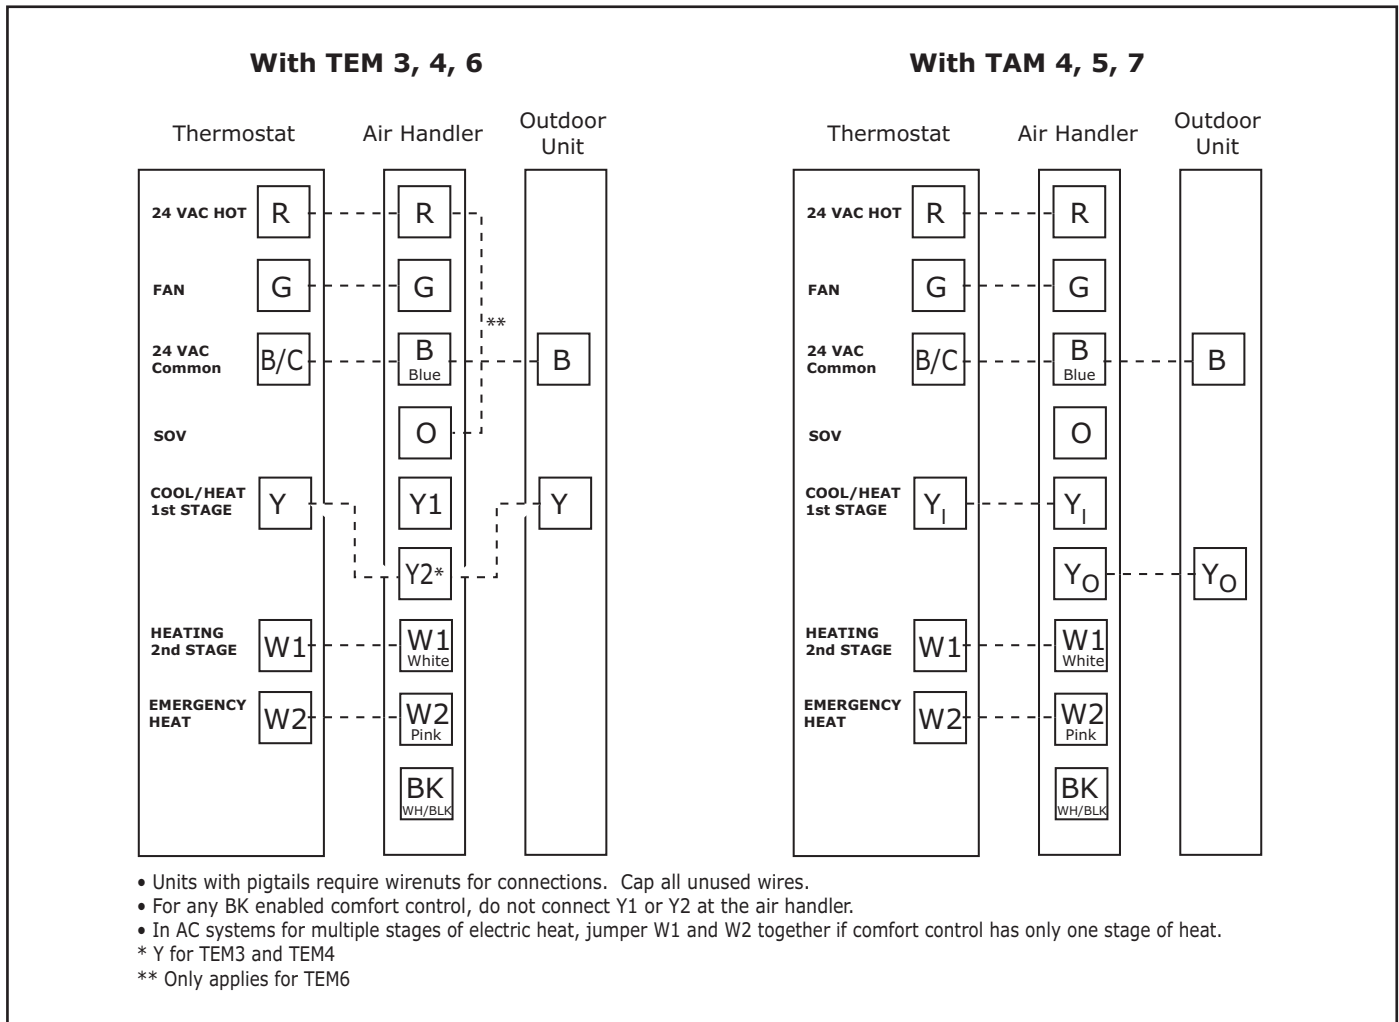 With TEM 3, 4, 6
Thermostat
Air Handler
Outdoor
Unit
24 VAC HOT
R
R
FAN
G
G
**
24 VAC
Common
B/C
B
Blue
B
SOV
O
COOL/HEAT
1st STAGE
Y
Y1
Y
Y2*
HEATING
2nd STAGE
W1
W1
White
EMERGENCY
HEAT
W2
W2
Pink
BK
WH/BLK
With TAM 4, 5, 7
Thermostat
Air Handler
Outdoor
Unit
24 VAC HOT
R
R
FAN
G
G
24 VAC
Common
B/C
B
Blue
B
SOV
O
COOL/HEAT
1st STAGE
YI
YI
YO
YO
HEATING
2nd STAGE
W1
W1
White
EMERGENCY
HEAT
W2
W2
Pink
BK
WH/BLK
• Units with pigtails require wirenuts for connections. Cap all unused wires.
• For any BK enabled comfort control, do not connect Y1 or Y2 at the air handler.
• In AC systems for multiple stages of electric heat, jumper W1 and W2 together if comfort control has only one stage of heat.
* Y for TEM3 and TEM4
** Only applies for TEM6